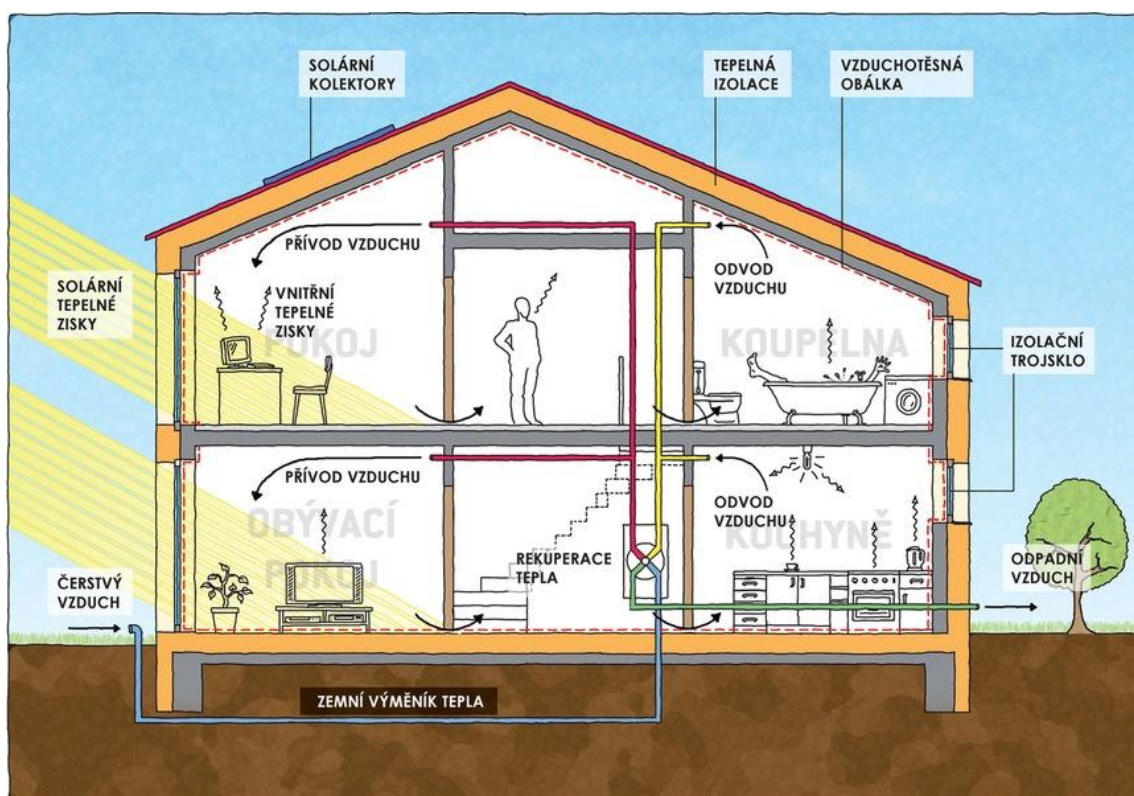 SOLÁRNÍ
KOLEKTORY
TEPELNÁ
IZOLACE
VZDUCHOTĚSNÁ
OBÁLKA
PŘÍVOD VZDUCHU
ODVOD
VZDUCHU
SOLÁRNÍ
TEPELNÉ
ZISKY
VNITŘNÍ
TEPELNÉ
ZISKY
POKOJ
KOUPELNA
IZOLAČNÍ
TROJSKLO
PŘÍVOD VZDUCHU
ODVOD
VZDUCHU
OBÝVACÍ
POKOJ
KUCHYNĚ
REKUPERACE
TEPLA
ČERSTVÝ
VZDUCH
ODPADNÍ
VZDUCH
ZEMNÍ VÝMĚNÍK TEPLA